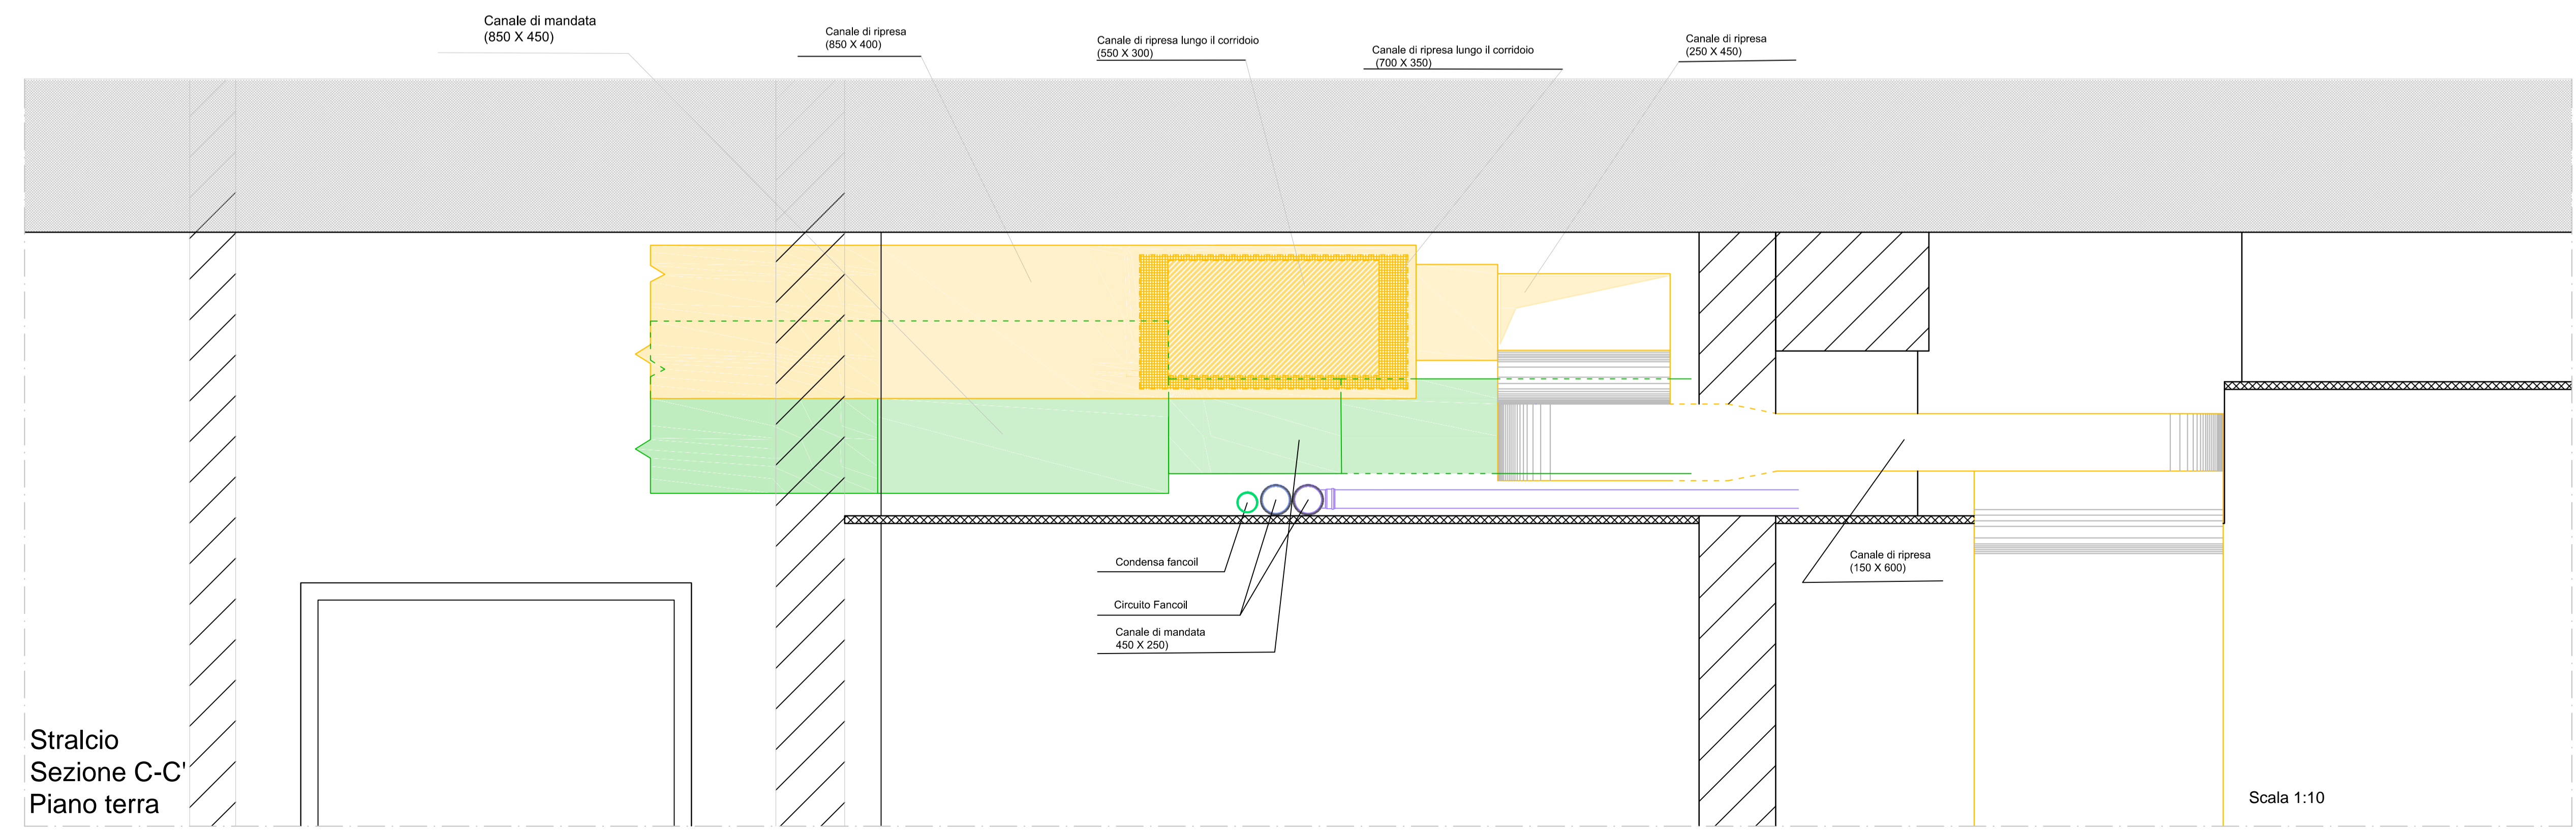 Canale di mandata
(850 X 450)
Canale di ripresa
(850 X 400)
Canale di ripresa lungo il corridoio
(550 X 300)
Canale di ripresa lungo il corridoio
(700 X 350)
Canale di ripresa
(250 X 450)
Condensa fancoil
Circuito Fancoil
Canale di mandata
450 X 250)
Canale di ripresa
(150 X 600)
Stralcio
Sezione C-C'
Piano terra
Scala 1:10